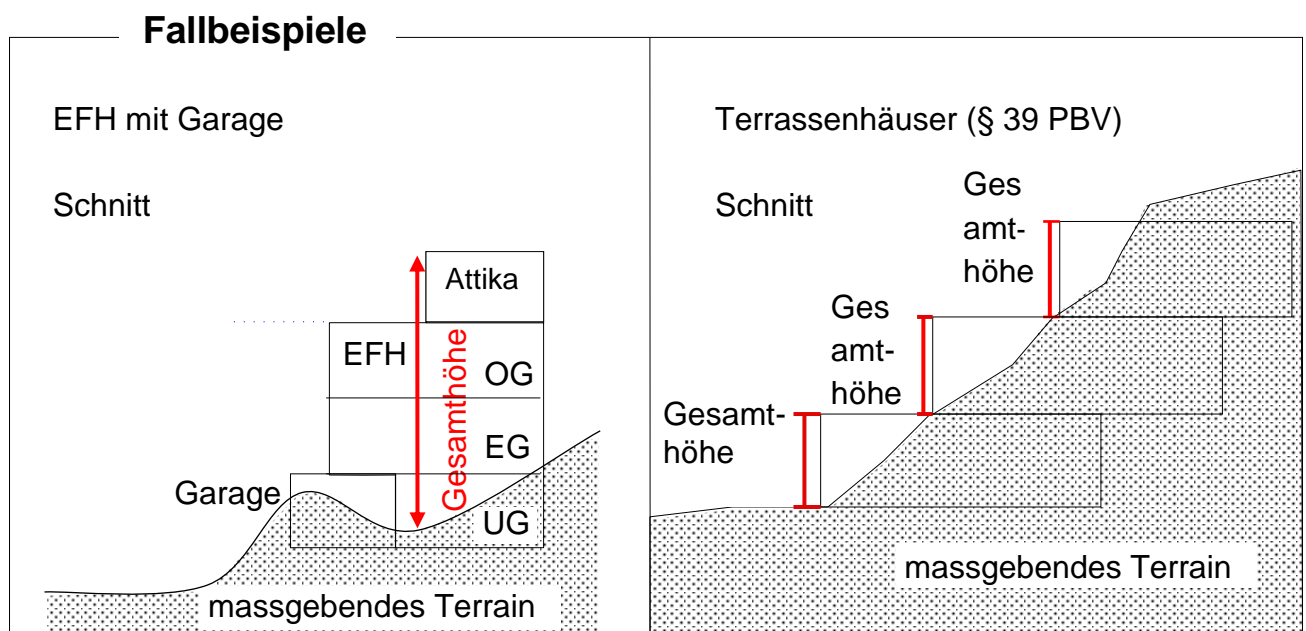 Fallbeispiele
EFH mit Garage
Schnitt
Attika
EFH
OG
EG
UG
Gesamthöhe
Garage
massgebendes Terrain
Terrassenhäuser (§ 39 PBV)
Schnitt
Ges
amt-
höhe
Ges
amt-
höhe
Gesamt-
höhe
massgebendes Terrain